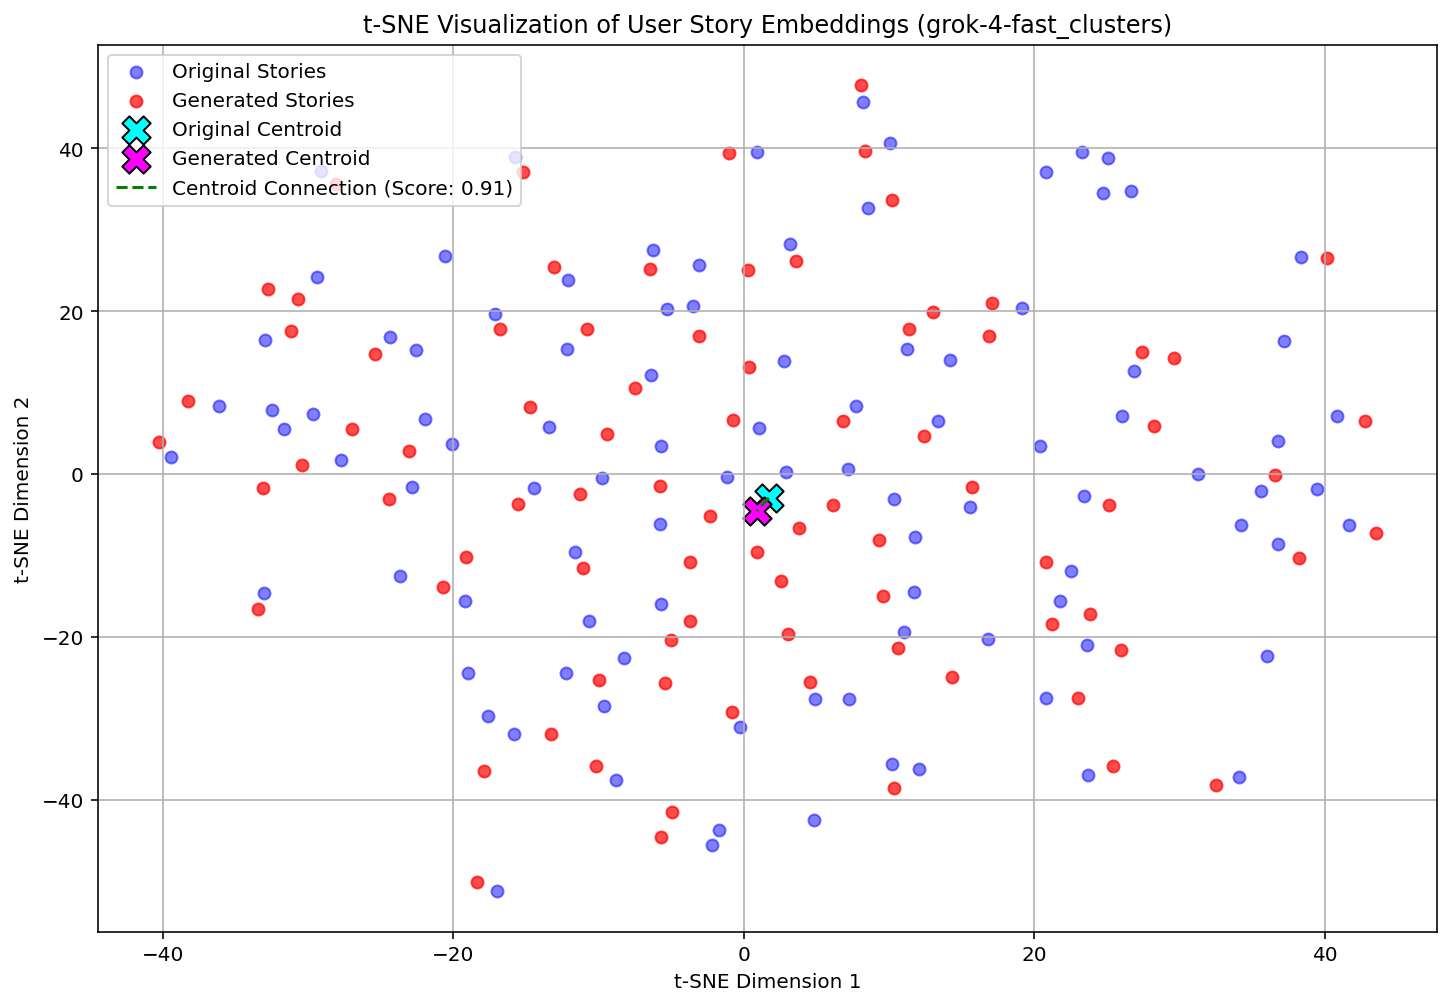 t-SNE Visualization of User Story Embeddings (grok-4-fast_clusters)
Original Stories
Generated Stories
Original Centroid
Generated Centroid
Centroid Connection (Score: 0.91)
40
20
0
−20
−40
t-SNE Dimension 2
−40
−20
0
20
40
t-SNE Dimension 1